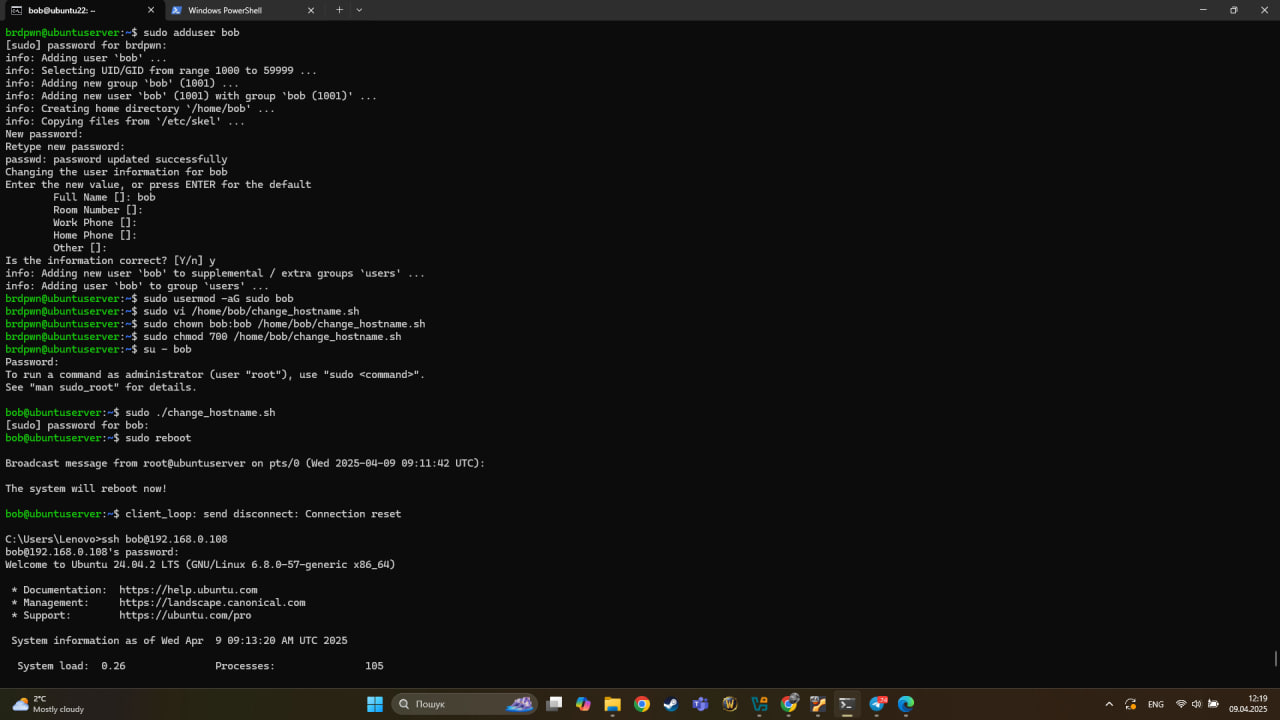 bob@ubuntu22: ~
Windows PowerShell
brdpwn@ubuntuserver:~$ sudo adduser bob
[sudo] password for brdpwn:
info: Adding user `bob' ...
info: Selecting UID/GID from range 1000 to 59999 ...
info: Adding new group `bob' (1001) ...
info: Adding new user `bob' (1001) with group `bob (1001)' ...
info: Creating home directory `/home/bob' ...
info: Copying files from `/etc/skel' ...
New password:
Retype new password:
passwd: password updated successfully
Changing the user information for bob
Enter the new value, or press ENTER for the default
Full Name []: bob
Room Number []:
Work Phone []:
Home Phone []:
Other []:
Is the information correct? [Y/n] y
info: Adding new user `bob' to supplemental / extra groups `users' ...
info: Adding user `bob' to group `users' ...
brdpwn@ubuntuserver:~$ sudo usermod -aG sudo bob
brdpwn@ubuntuserver:~$ sudo vi /home/bob/change_hostname.sh
brdpwn@ubuntuserver:~$ sudo chown bob:bob /home/bob/change_hostname.sh
brdpwn@ubuntuserver:~$ sudo chmod 700 /home/bob/change_hostname.sh
brdpwn@ubuntuserver:~$ su - bob
Password:
To run a command as administrator (user "root"), use "sudo <command>".
See "man sudo_root" for details.
bob@ubuntuserver:~$ sudo ./change_hostname.sh
[sudo] password for bob:
bob@ubuntuserver:~$ sudo reboot
Broadcast message from root@ubuntuserver on pts/0 (Wed 2025-04-09 09:11:42 UTC):
The system will reboot now!
bob@ubuntuserver:~$ client_loop: send disconnect: Connection reset
C:\Users\Lenovo>ssh bob@192.168.0.108
bob@192.168.0.108's password:
Welcome to Ubuntu 24.04.2 LTS (GNU/Linux 6.8.0-57-generic x86_64)
* Documentation: https://help.ubuntu.com
* Management: https://landscape.canonical.com
* Support: https://ubuntu.com/pro
System information as of Wed Apr 9 09:13:20 AM UTC 2025
System load: 0.26 Processes: 105
2°C
Mostly cloudy
Пошук
24
ENG
12:19
09.04.2025